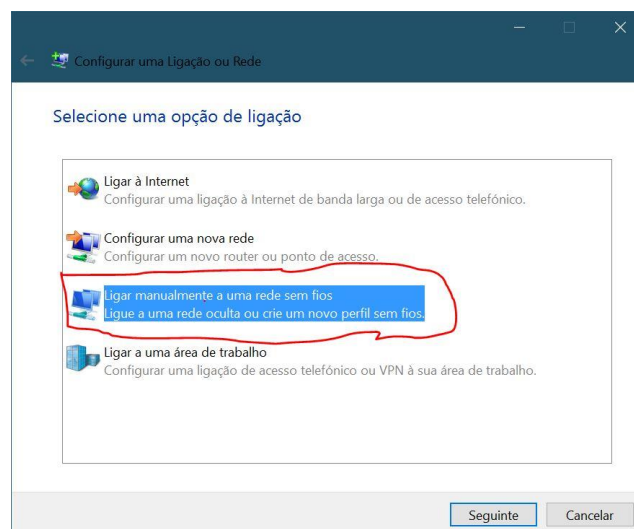 Configurar uma Ligação ou Rede
Selecione uma opção de ligação
Ligar à Internet
Configurar uma ligação à Internet de banda larga ou de acesso telefónico.
Configurar uma nova rede
Configurar um novo router ou ponto de acesso.
Ligar manualmente a uma rede sem fios
Ligue a uma rede oculta ou crie um novo perfil sem fios.
Ligar a uma área de trabalho
Configurar uma ligação de acesso telefónico ou VPN à sua área de trabalho.
Seguinte
Cancelar